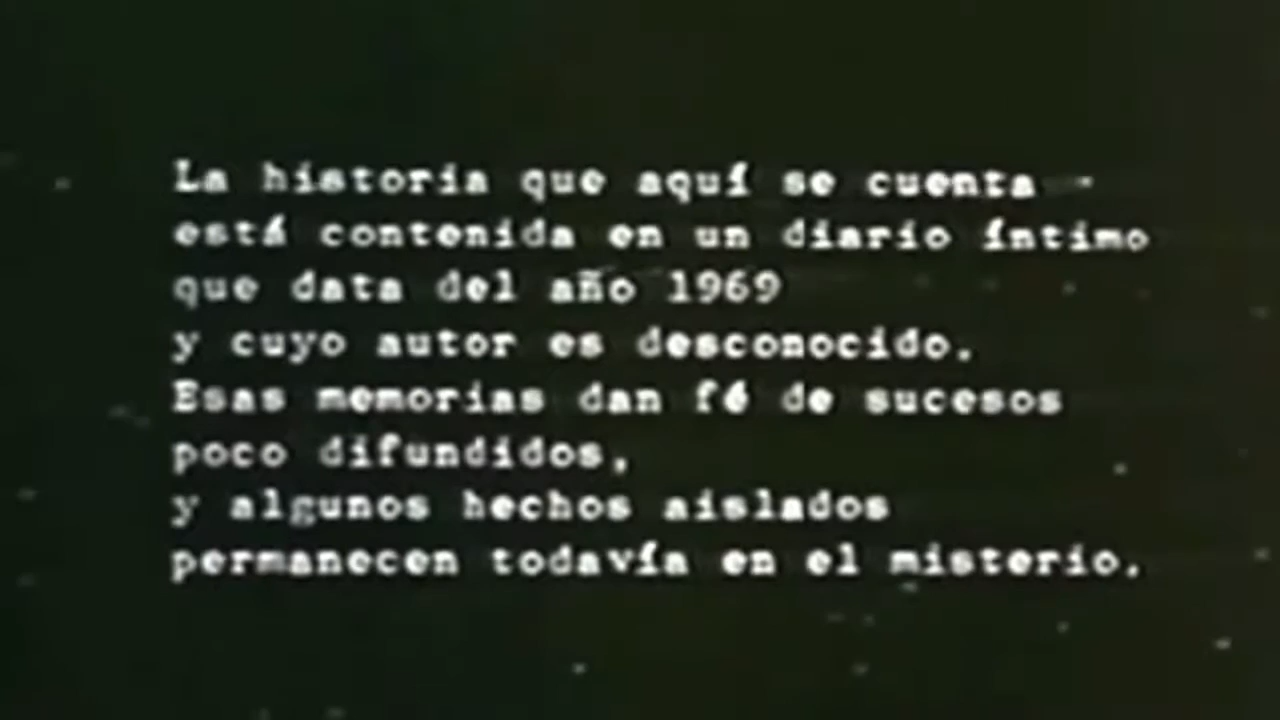 La historia que aquí se cuenta
está contenida en un diario íntimo
que data del año 1969
y cuyo autor es desconocido.
Esas memorias dan fé de sucesos
poco difundidos,
y algunos hechos aislados
permanecen todavía en el misterio.